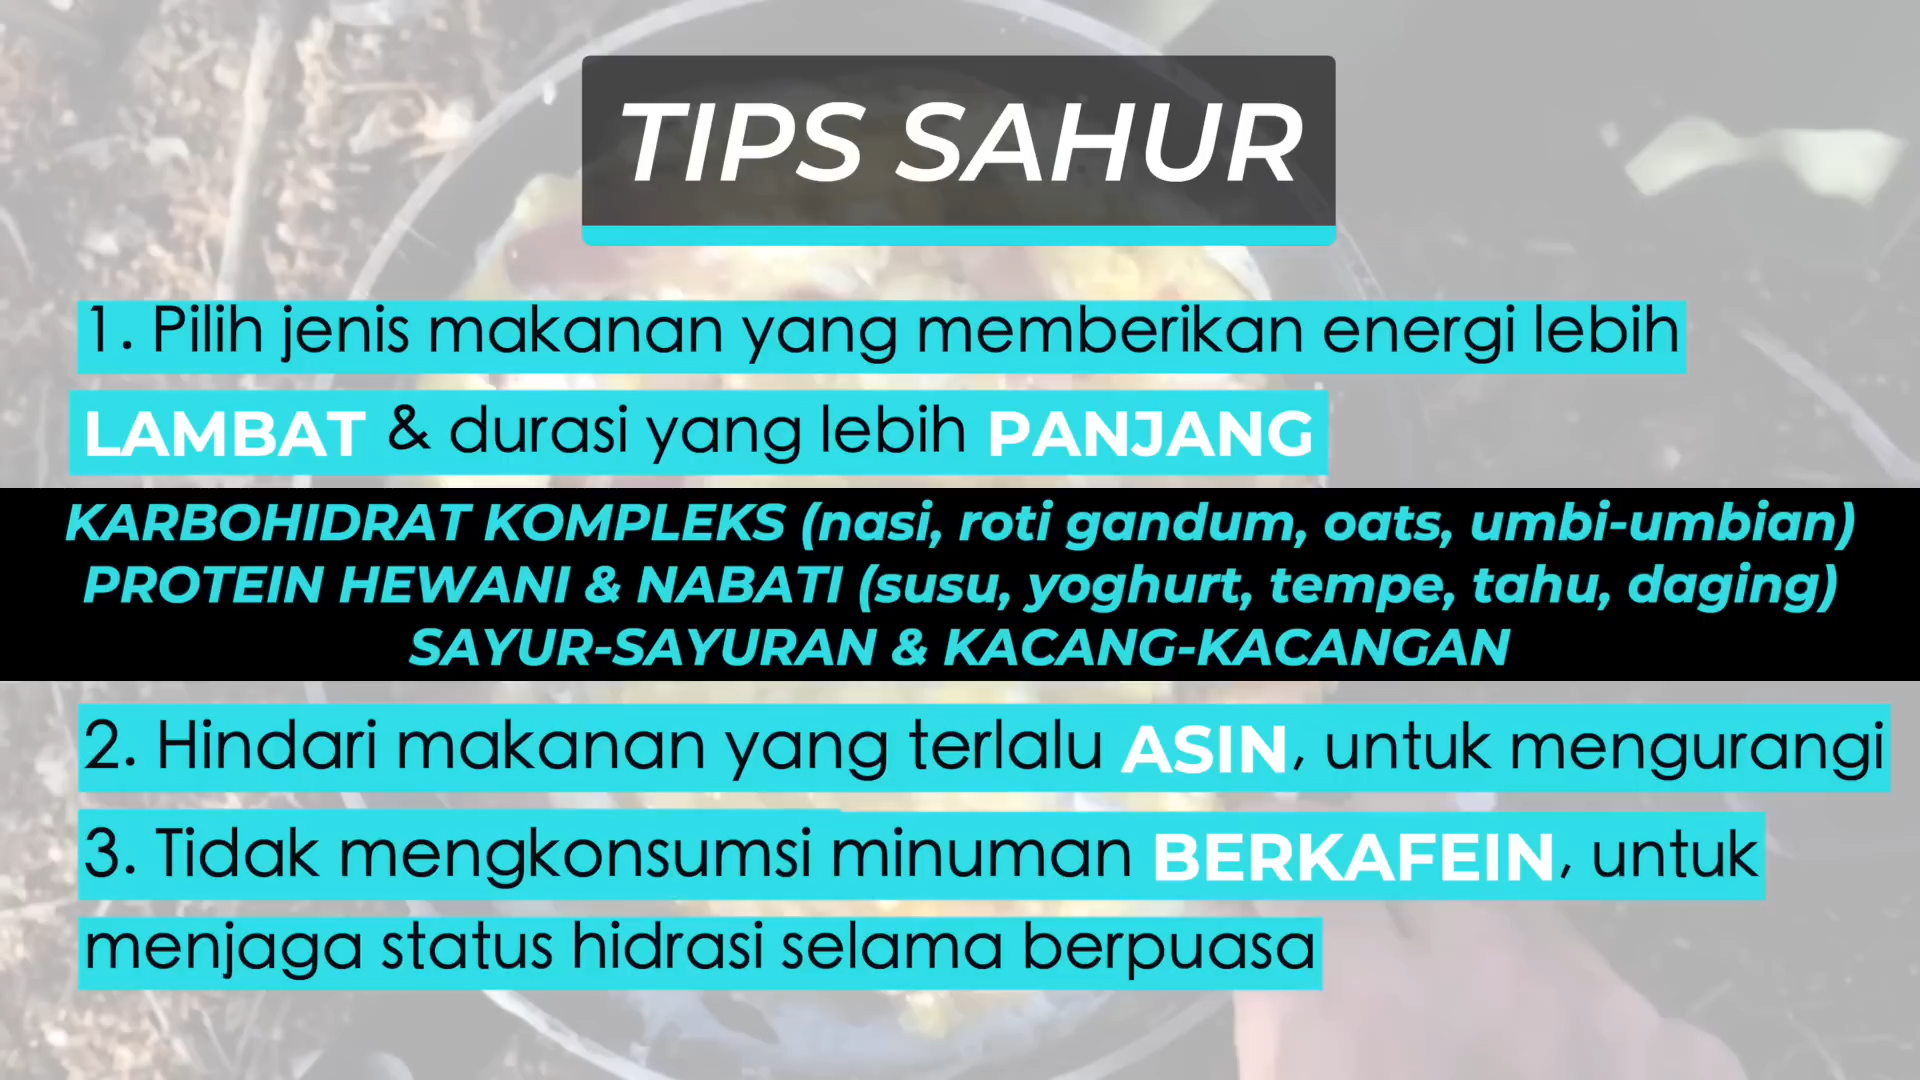 TIPS SAHUR
1. Pilih jenis makanan yang memberikan energi lebih
LAMBAT & durasi yang lebih PANJANG
KARBOHIDRAT KOMPLEKS (nasi, roti gandum, oats, umbi-umbian)
PROTEIN HEWANI & NABATI (susu, yoghurt, tempe, tahu, daging)
SAYUR-SAYURAN & KACANG-KACANGAN
2. Hindari makanan yang terlalu ASIN, untuk mengurangi
3. Tidak mengkonsumsi minuman BERKAFEIN, untuk
menjaga status hidrasi selama berpuasa